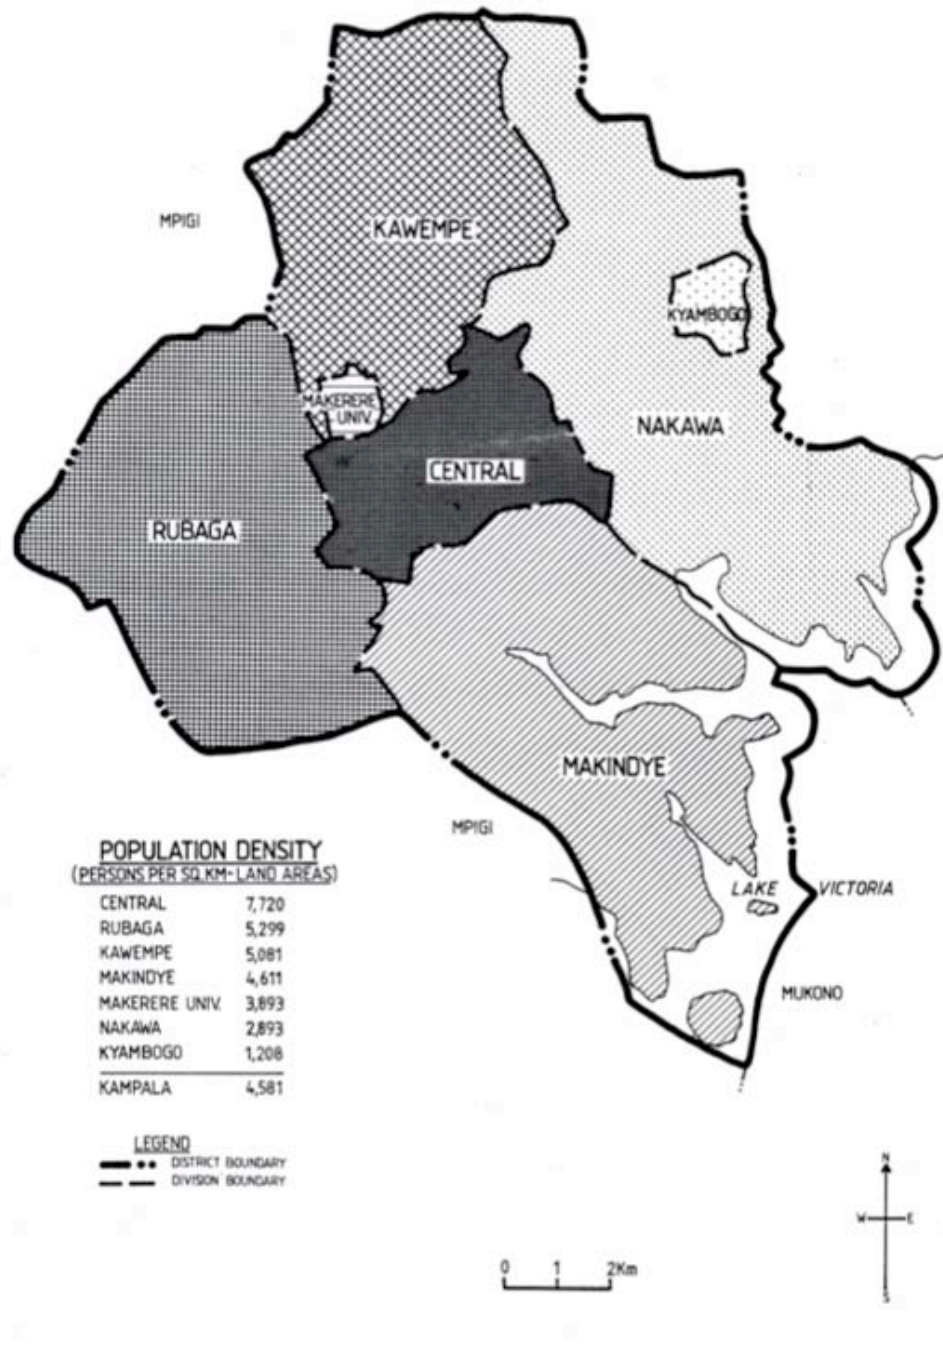 KAWEMPE
MPIGI
KYAMBOGO
MAKERERE
UNIV.
NAKAWA
CENTRAL
RUBAGA
MAKINDYE
MPIGI
LAKE VICTORIA
MUKONO
POPULATION DENSITY
(PERSONS PER SQ.KM-LAND AREAS)
CENTRAL 7,720
RUBAGA 5,299
KAWEMPE 5,081
MAKINDYE 4,611
MAKERERE UNIV. 3,893
NAKAWA 2,893
KYAMBOGO 1,208
KAMPALA 4,581
LEGEND
DISTRICT BOUNDARY
DIVISION BOUNDARY
N
W E
S
0 1 2Km